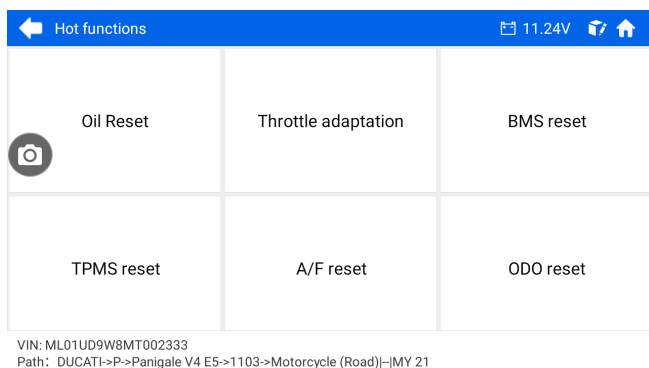 Hot functions 11.24V
Oil Reset Throttle adaptation BMS reset
TPMS reset A/F reset ODO reset
VIN: ML01UD9W8MT002333
Path： DUCATI->P->Panigale V4 E5->1103->Motorcycle (Road)|--|MY 21